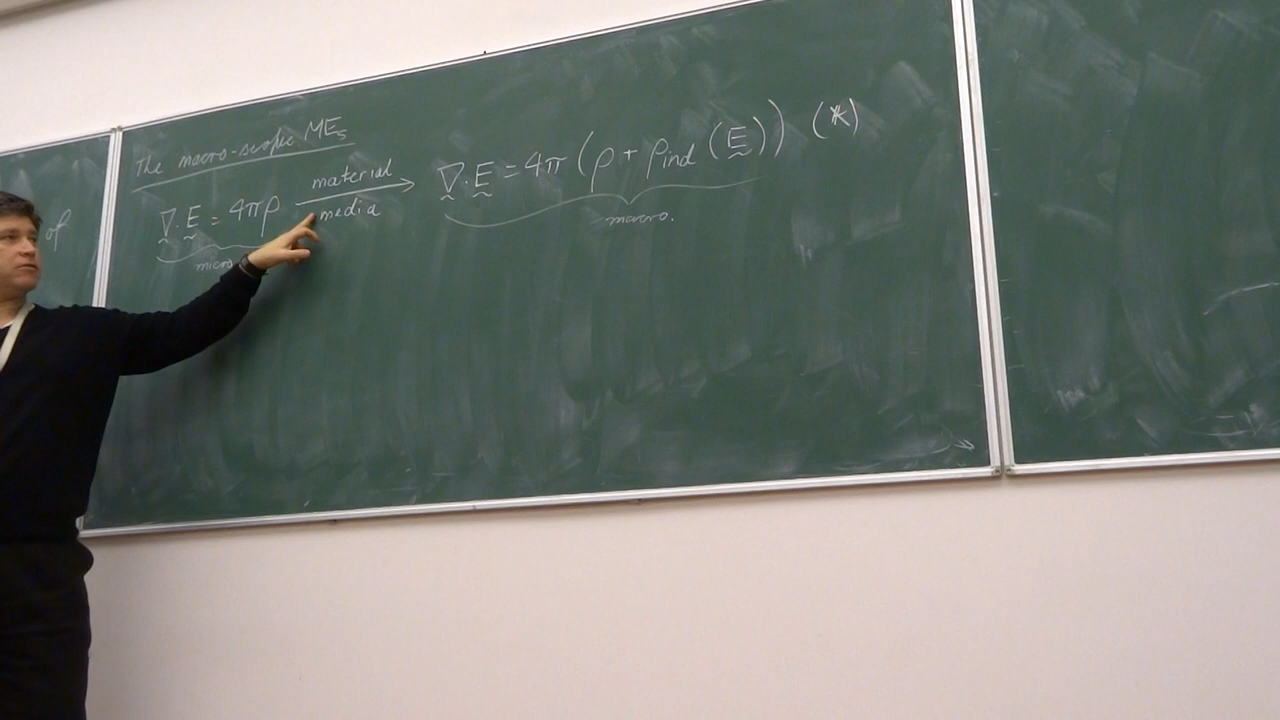 of
The macro-scopic MEs
∇·E = 4πρ material media → ∇·E = 4π(ρ + ρind(E)) (*)
micro macro.